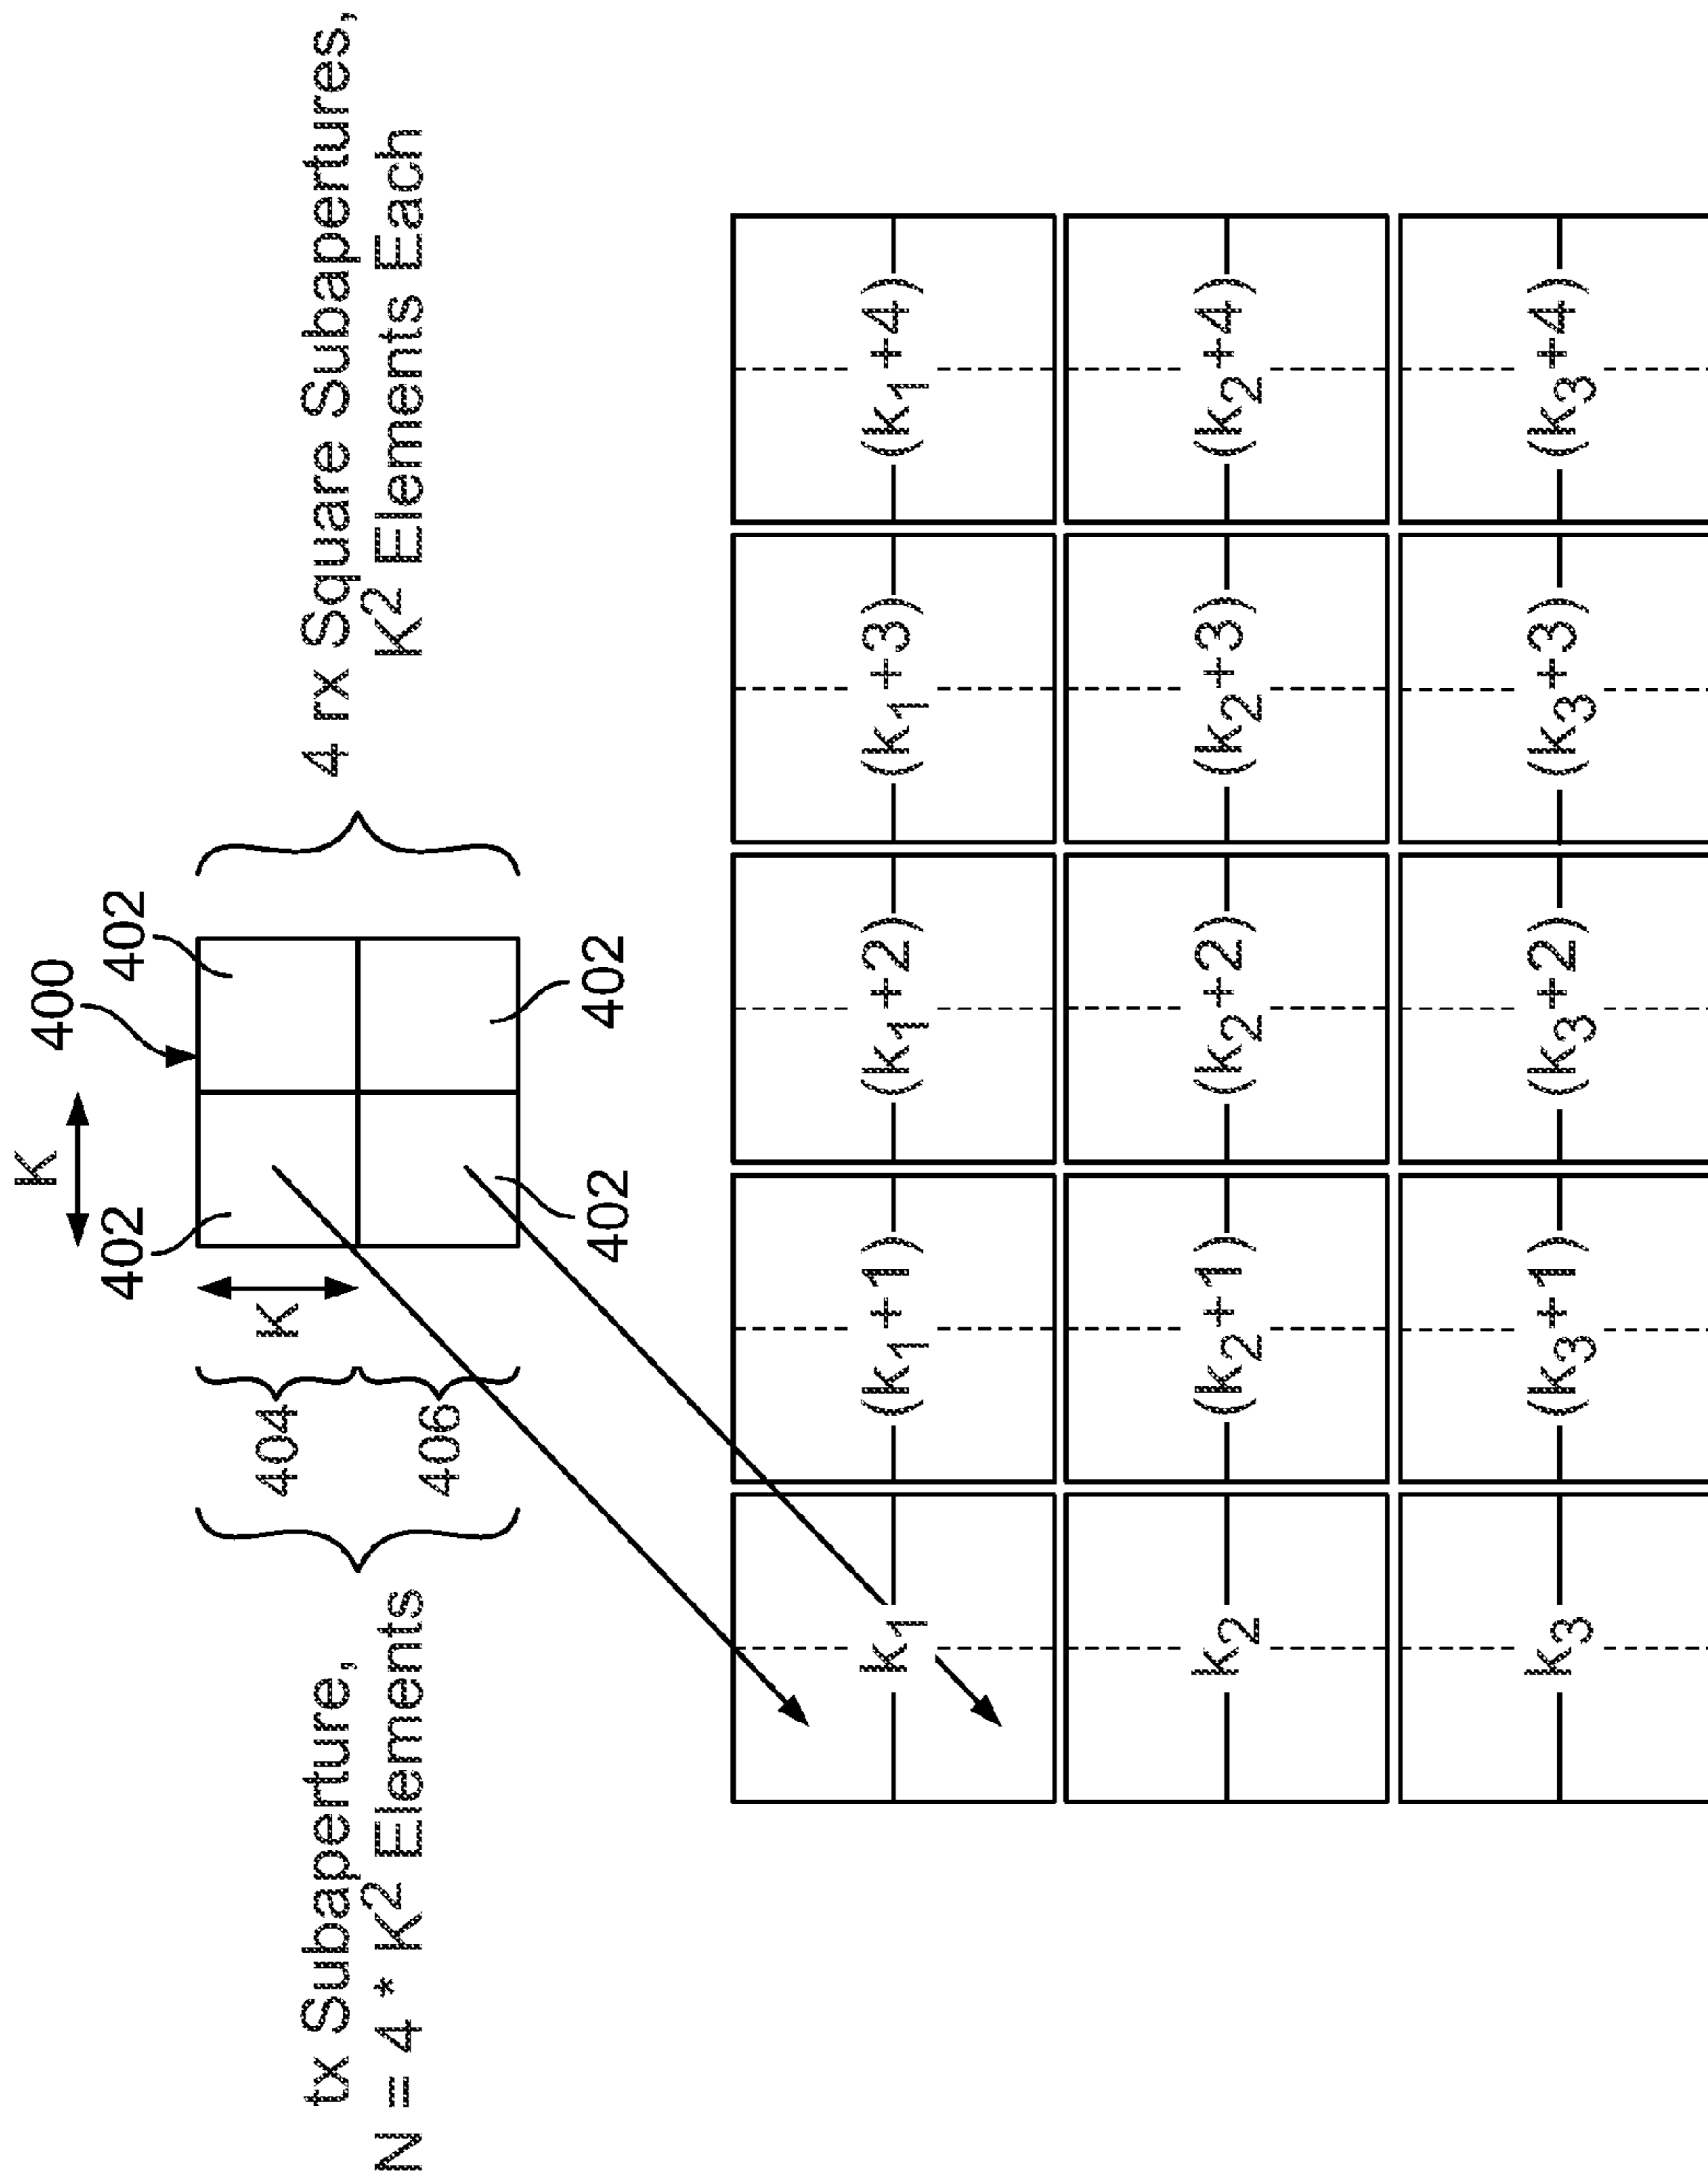 K
400
402
402
404
K
tx Subaperture,
N = 4 * K² Elements
4 rx Square Subapertures,
K² Elements Each
406
402
402
k₁
(k₁+1)
(k₁+2)
(k₁+3)
(k₁+4)
k₂
(k₂+1)
(k₂+2)
(k₂+3)
(k₂+4)
k₃
(k₃+1)
(k₃+2)
(k₃+3)
(k₃+4)